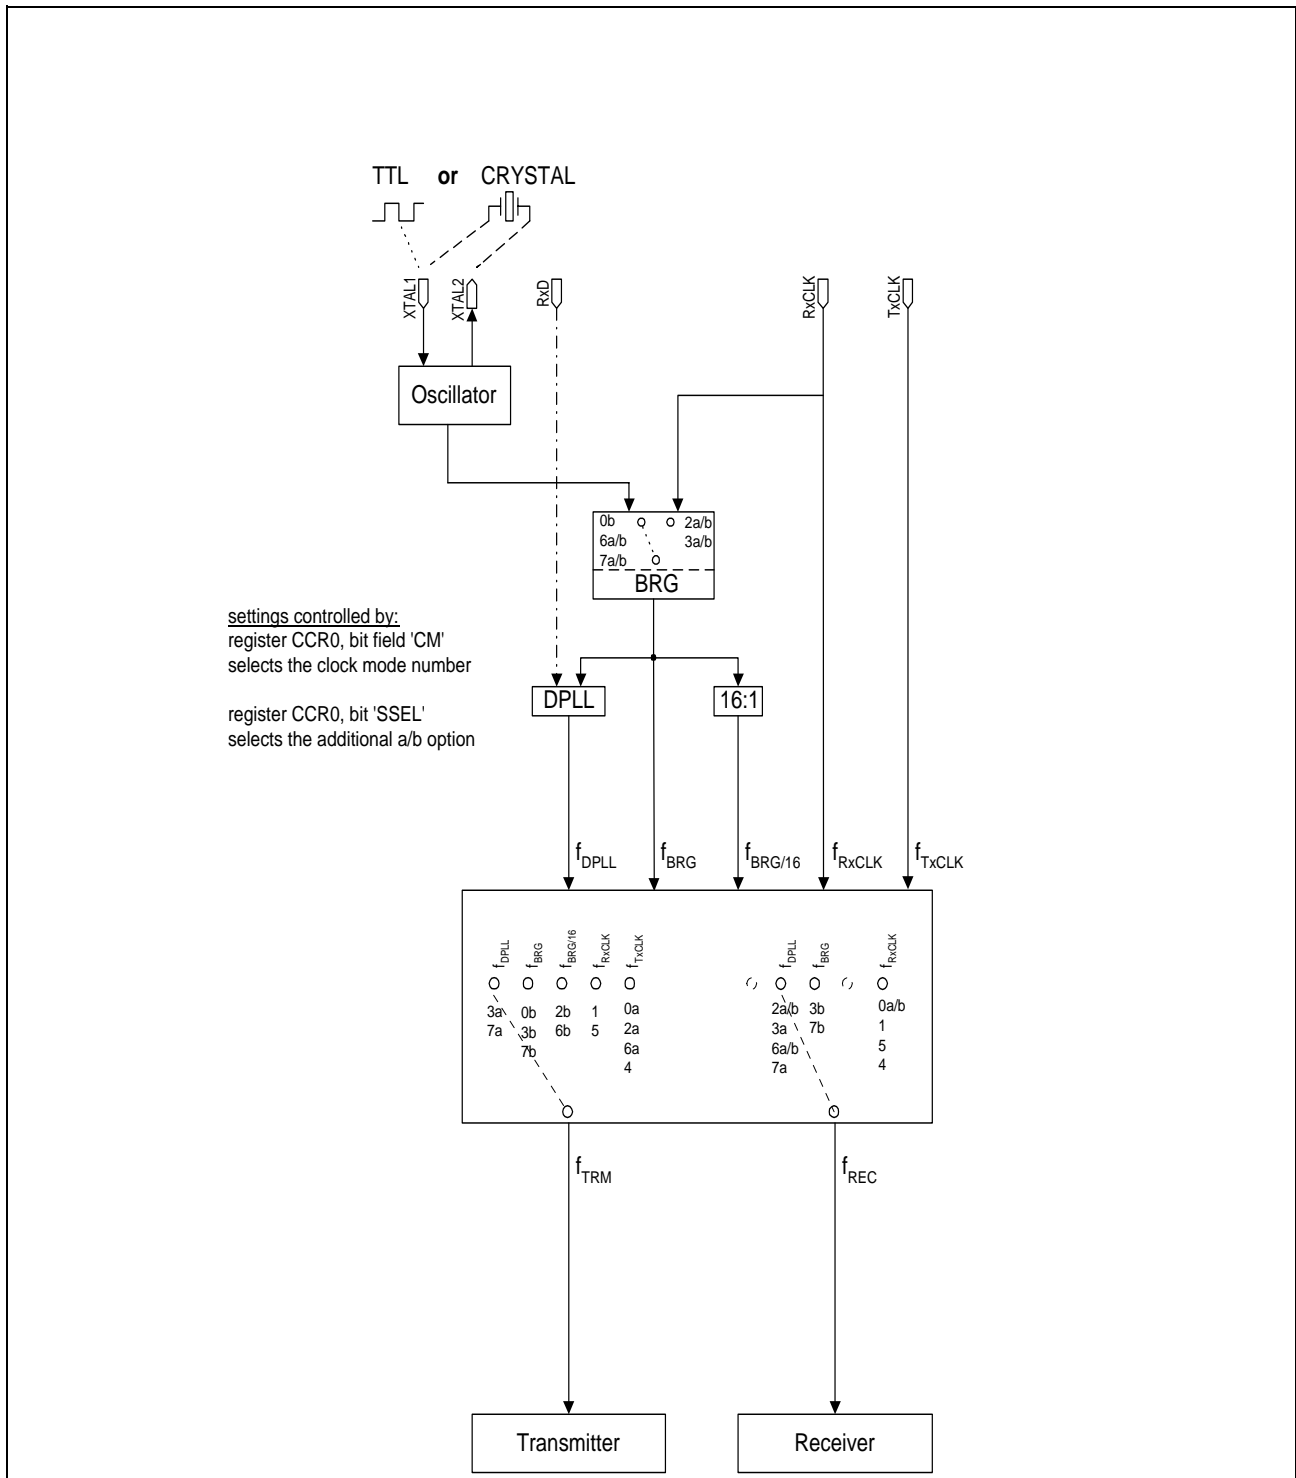 TTL or CRYSTAL
XTAL1
XTAL2
RxD
RxCLK
TxCLK
Oscillator
0b 2a/b
6a/b 3a/b
7a/b
BRG
settings controlled by:
register CCR0, bit field 'CM'
selects the clock mode number
register CCR0, bit 'SSEL'
selects the additional a/b option
DPLL
16:1
fDPLL fBRG fBRG/16 fRxCLK fTxCLK
fDPLL fBRG fBRG/16 fRxCLK fTxCLK
3a 0b 2b 1 0a
7a 3b 6b 5 2a
7b 6a
4
fDPLL fBRG fRxCLK
2a/b 3b 0a/b
3a 7b 1
6a/b 5
7a 4
fTRM
fREC
Transmitter
Receiver